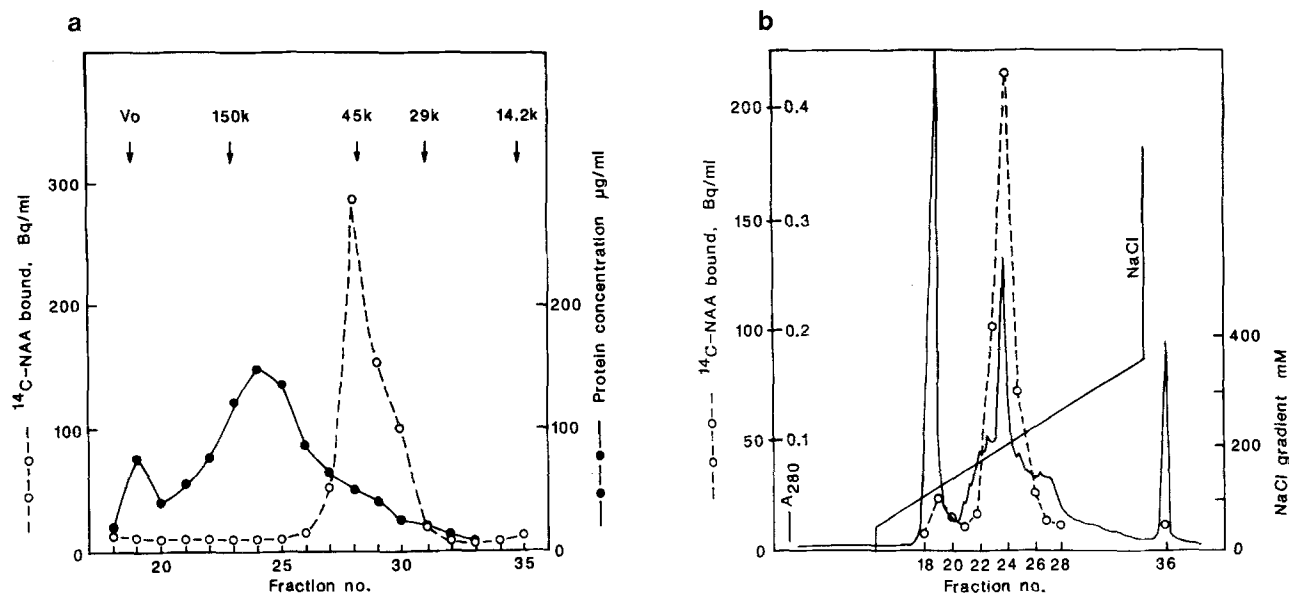 a
Vo 150k 45k 29k 14.2k
300
200
100
0
200
100
0
--o--o-- ¹⁴C-NAA bound, Bq/ml
—●—●— Protein concentration µg/ml
20 25 30 35
Fraction no.
b
200
150
100
50
0
0.4
0.3
0.2
0.1
A280
NaCl
400
200
100
0
--o--o-- ¹⁴C-NAA bound, Bq/ml
NaCl gradient mM
18 20 22 24 26 28 36
Fraction no.